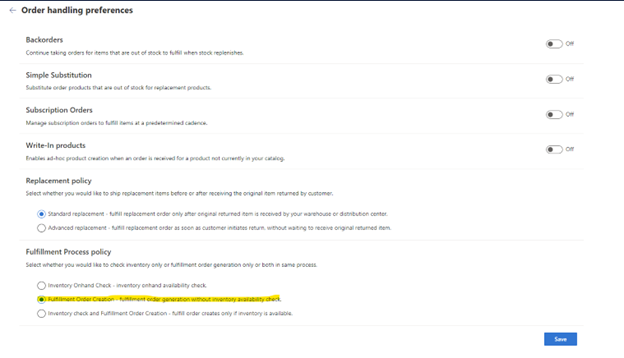 Order handling preferences
Backorders
Continue taking orders for items that are out of stock to fulfill when stock replenishes.
Off
Simple Substitution
Substitute order products that are out of stock for replacement products.
Off
Subscription Orders
Manage subscription orders to fulfill items at a predetermined cadence.
Off
Write-In products
Enables ad-hoc product creation when an order is received for a product not currently in your catalog.
Off
Replacement policy
Select whether you would like to ship replacement items before or after receiving the original item returned by customer.
Standard replacement - fulfill replacement order only after original returned item is received by your warehouse or distribution center.
Advanced replacement - fulfill replacement order as soon as customer initiates return, without waiting to receive original returned item.
Fulfillment Process policy
Select whether you would like to check inventory only or fulfillment order generation only or both in same process.
Inventory Onhand Check - inventory onhand availability check.
Fulfillment Order Creation - fulfillment order generation without inventory availability check.
Inventory check and Fulfillment Order Creation - fulfill order creates only if inventory is available.
Save